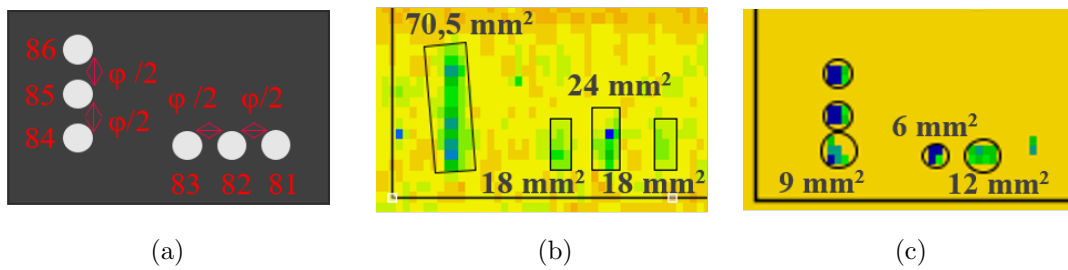 86
85
84
φ /2
φ/2
φ /2
φ/2
83
82
81
(a)
70,5 mm²
24 mm²
18 mm²
18 mm²
(b)
6 mm²
9 mm²
12 mm²
(c)